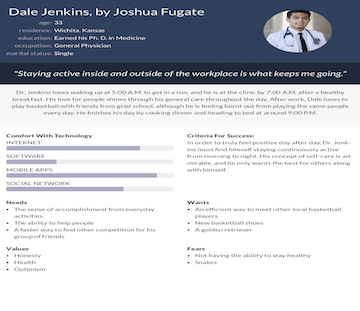 Dale Jenkins, by Joshua Fugate
age: 33
residence: Wichita, Kansas
education: Earned his Ph. D. in Medicine
occupation: General Physician
marital status: Single
"Staying active inside and outside of the workplace is what keeps me going."
Dr. Jenkins loves waking up at 5:00 A.M. to get in a run, and he is at the clinic by 7:00 A.M. after a healthy
breakfast. His love for people shines through his general care throughout the day. After work, Dale loves to
play basketball with friends from grad school, although he is feeling burnt out from playing the same people
every day. He finishes his day by cooking dinner and heading to bed at around 9:00 P.M.
Comfort With Technology
INTERNET
SOFTWARE
MOBILE APPS
SOCIAL NETWORK
Criteria For Success:
In order to truly feel positive day after day, Dr. Jenk-
ins must find himself staying continuously active
from morning to night. His concept of self-care is ad-
mirable, and he only wants the best for others along
with himself.
Needs
• The sense of accomplishment from everyday
activities
• The ability to help people
• A faster way to find other competition for his
group of friends
Wants
• An efficient way to meet other local basketball
players
• New basketball shoes
• A golden retriever
Values
• Honesty
• Health
• Optimism
Fears
• Not having the ability to stay healthy
• Snakes